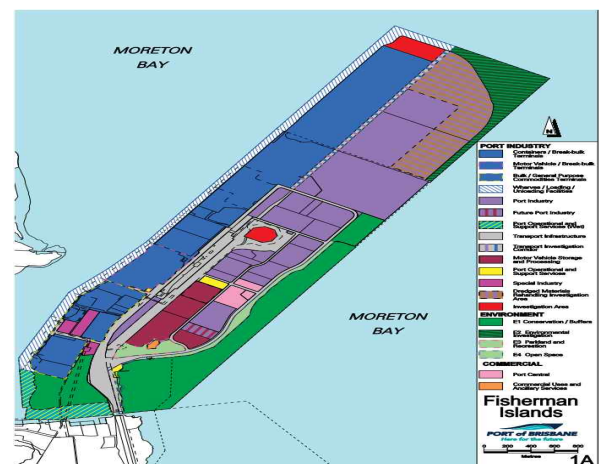 MORETON
BAY
MORETON
BAY
N
PORT INDUSTRY
Containers / Break-bulk
Terminals
Motor Vehicle / Break-bulk
Terminals
Bulk / General Purpose
Commodities Terminals
Wharves / Loading /
Unloading Facilities
Port Industry
Future Port Industry
Port Operational and
Support Services (Wet)
Transport Infrastructure
Transport Investigation
Corridor
Motor Vehicle Storage
and Processing
Port Operational and
Support Services
Special Industry
Dredged Materials
Rehandling Investigation
Area
Investigation Area
ENVIRONMENT
E1 Conservation / Buffers
E2 Environmental
Investigation
E3 Parkland and
Recreation
E4 Open Space
COMMERCIAL
Port Central
Commercial Uses and
Ancillary Services
Fisherman
Islands
PORT of BRISBANE
Here for the future
0 200 400 600 800
Metres
1A